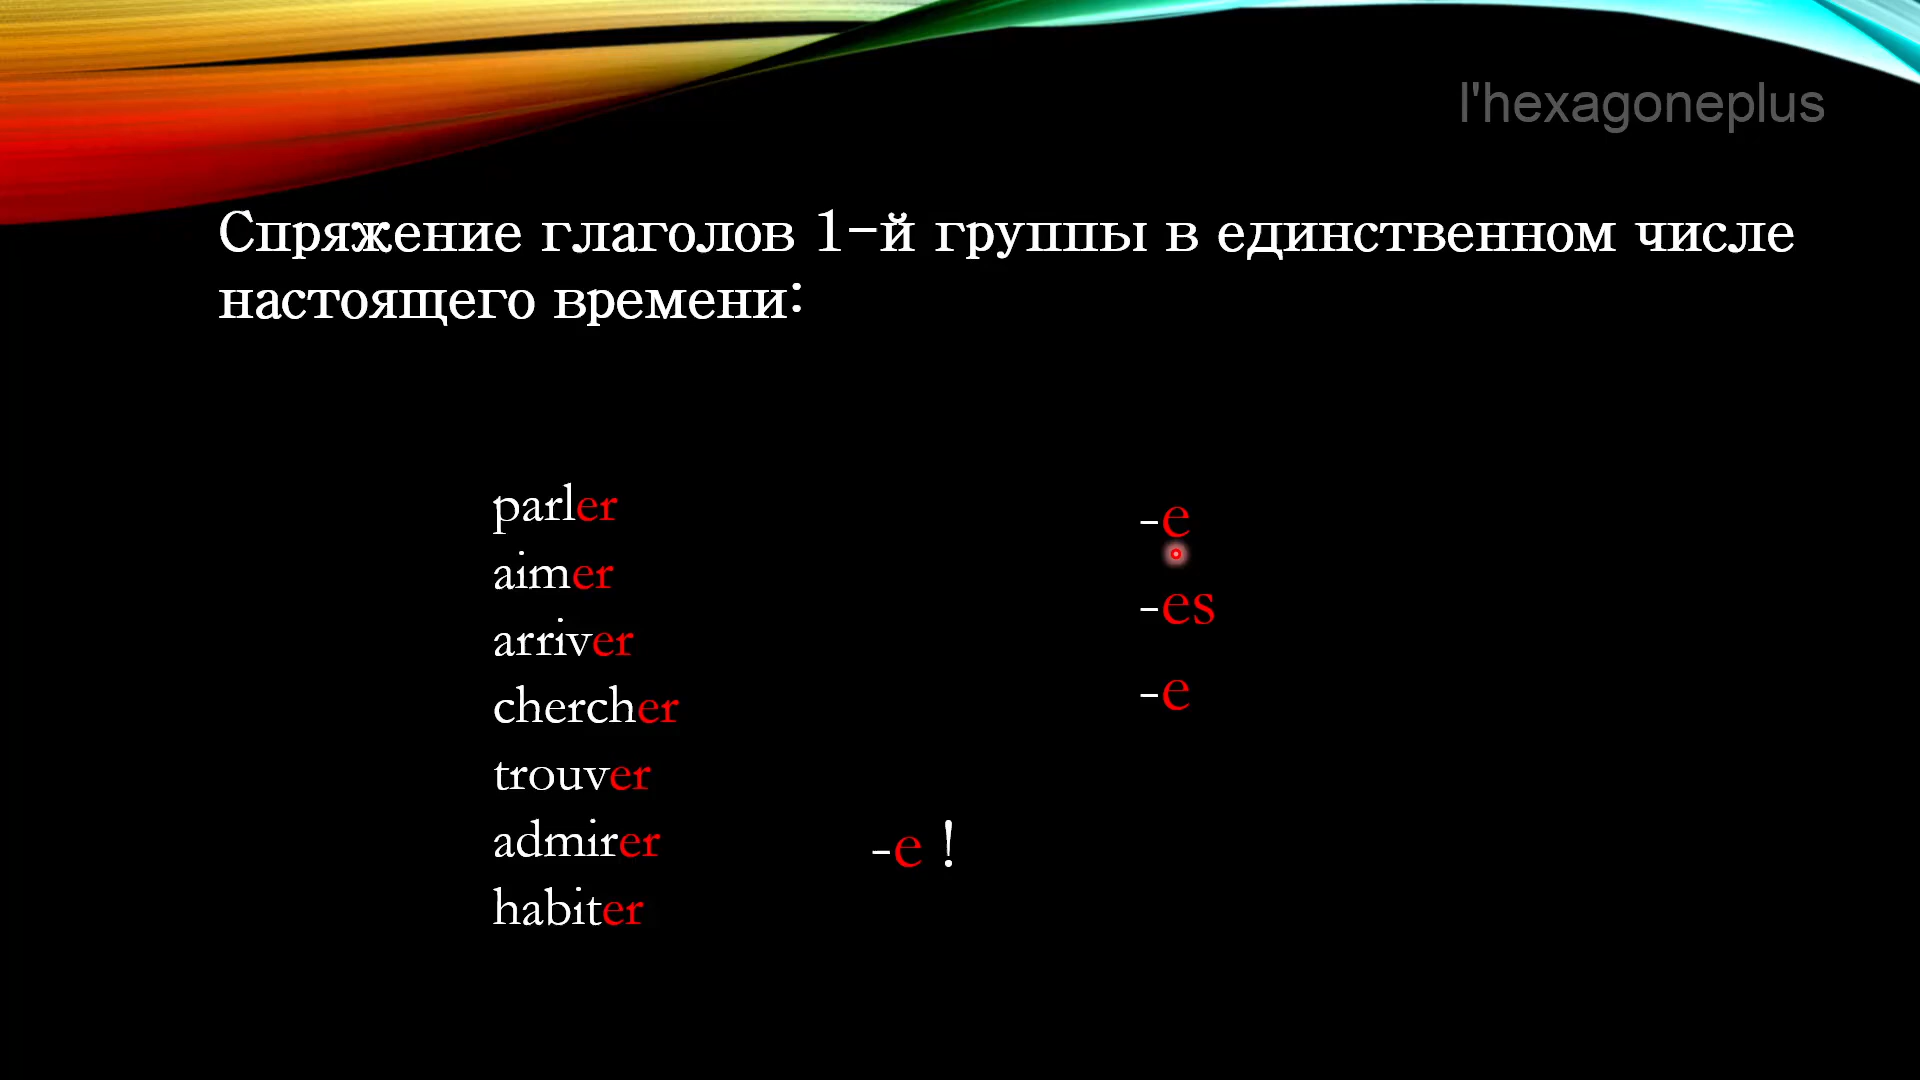 l'hexagoneplus
Спряжение глаголов 1-й группы в единственном числе
настоящего времени:
parler
aimer
arriver
chercher
trouver
admirer
habiter
-e !
-e
-es
-e